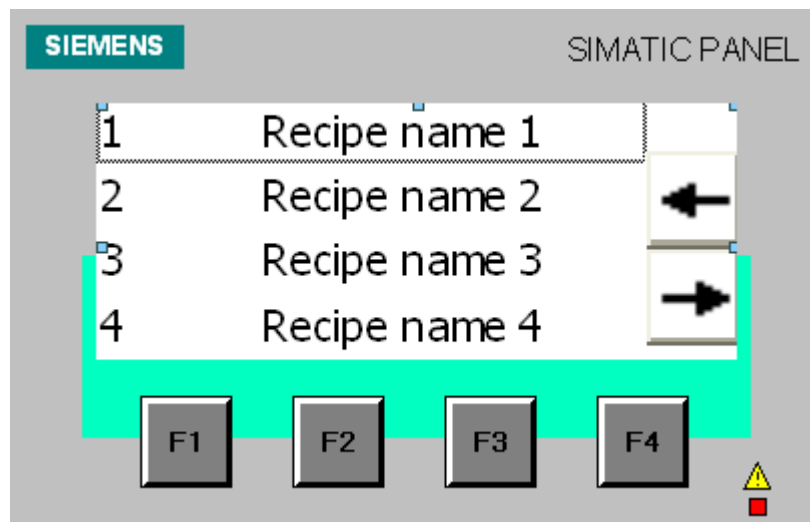 SIEMENS SIMATIC PANEL
1 Recipe name 1
2 Recipe name 2
3 Recipe name 3
4 Recipe name 4
F1 F2 F3 F4